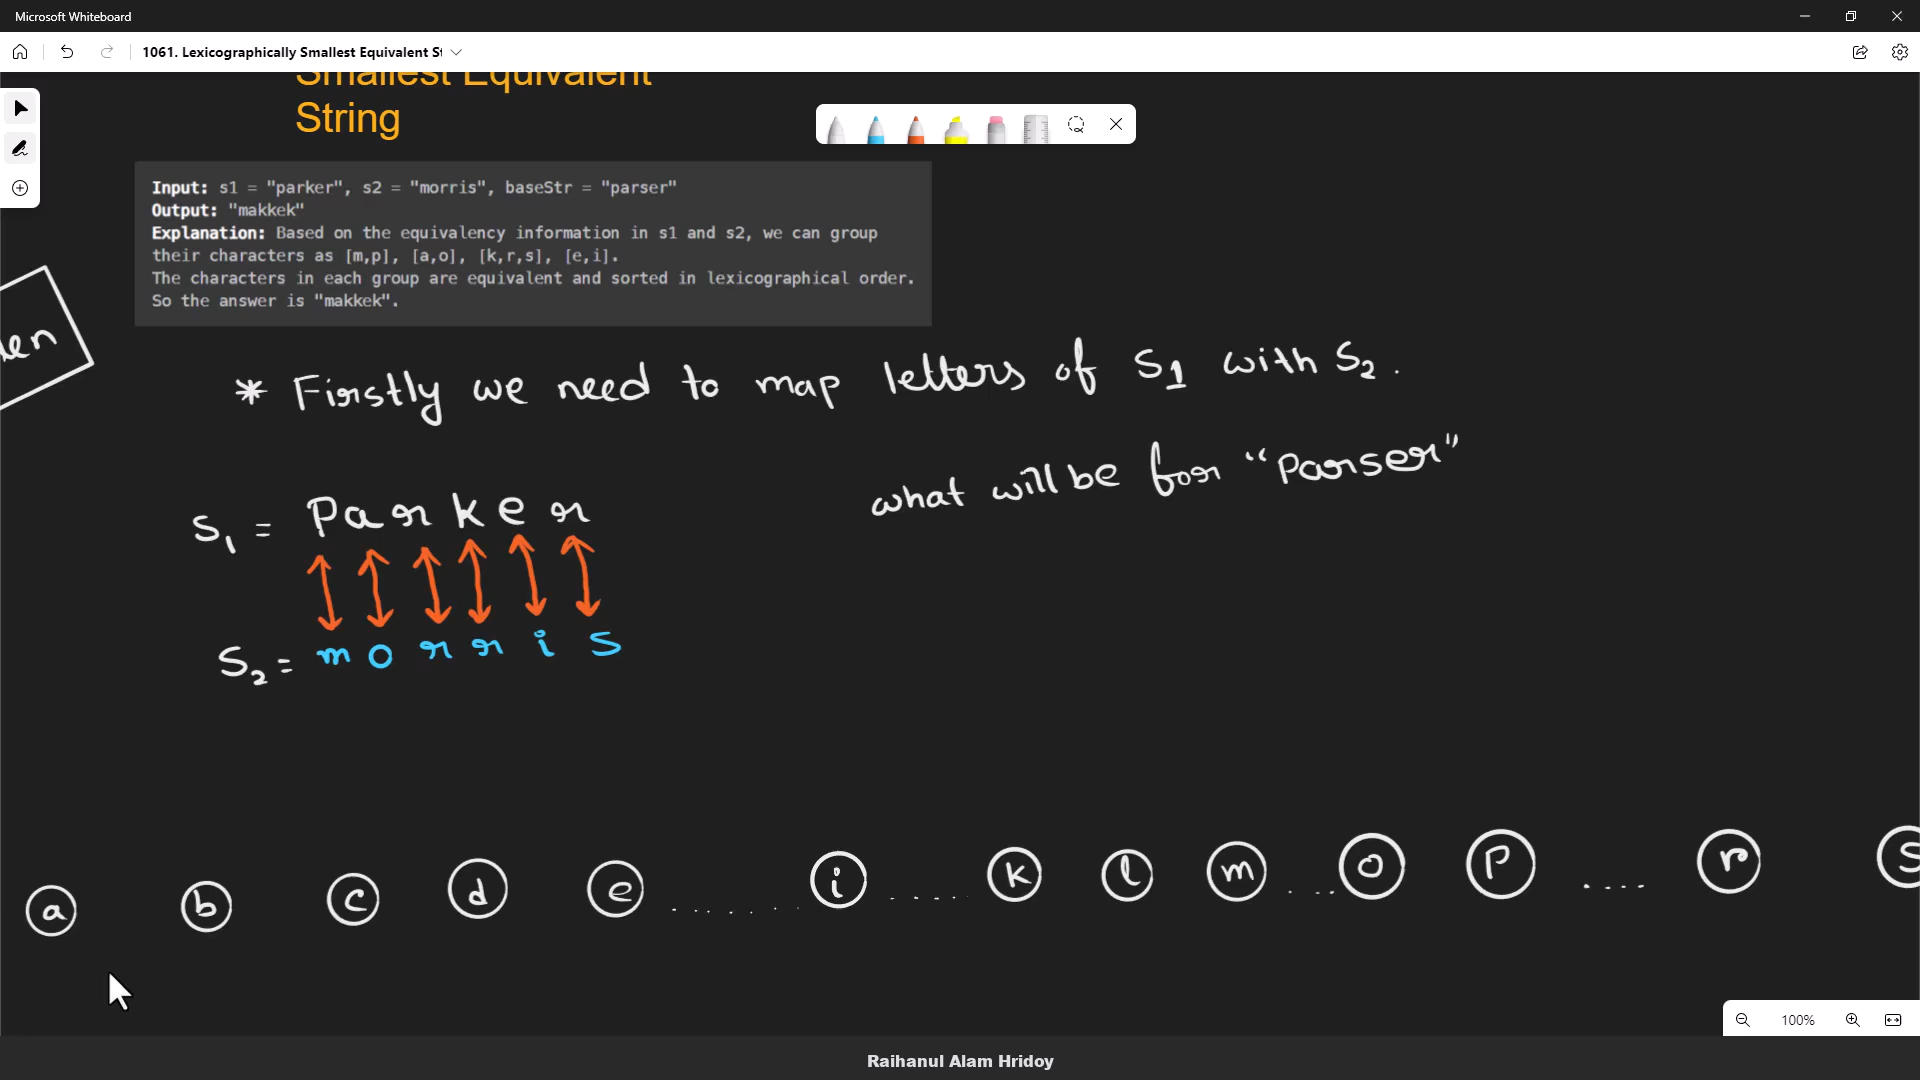 Microsoft Whiteboard
1061. Lexicographically Smallest Equivalent St
Smallest Equivalent
String
Input: s1 = "parker", s2 = "morris", baseStr = "parser"
Output: "makkek"
Explanation: Based on the equivalency information in s1 and s2, we can group
their characters as [m,p], [a,o], [k,r,s], [e,i].
The characters in each group are equivalent and sorted in lexicographical order.
So the answer is "makkek".
* Firstly we need to map letters of S1 with S2.
what will be for "Parser"
S1 = P a r k e r
S2 = m o r r i s
a b c d e ....... i ..... k l m .... o P .... r S
100%
Raihanul Alam Hridoy